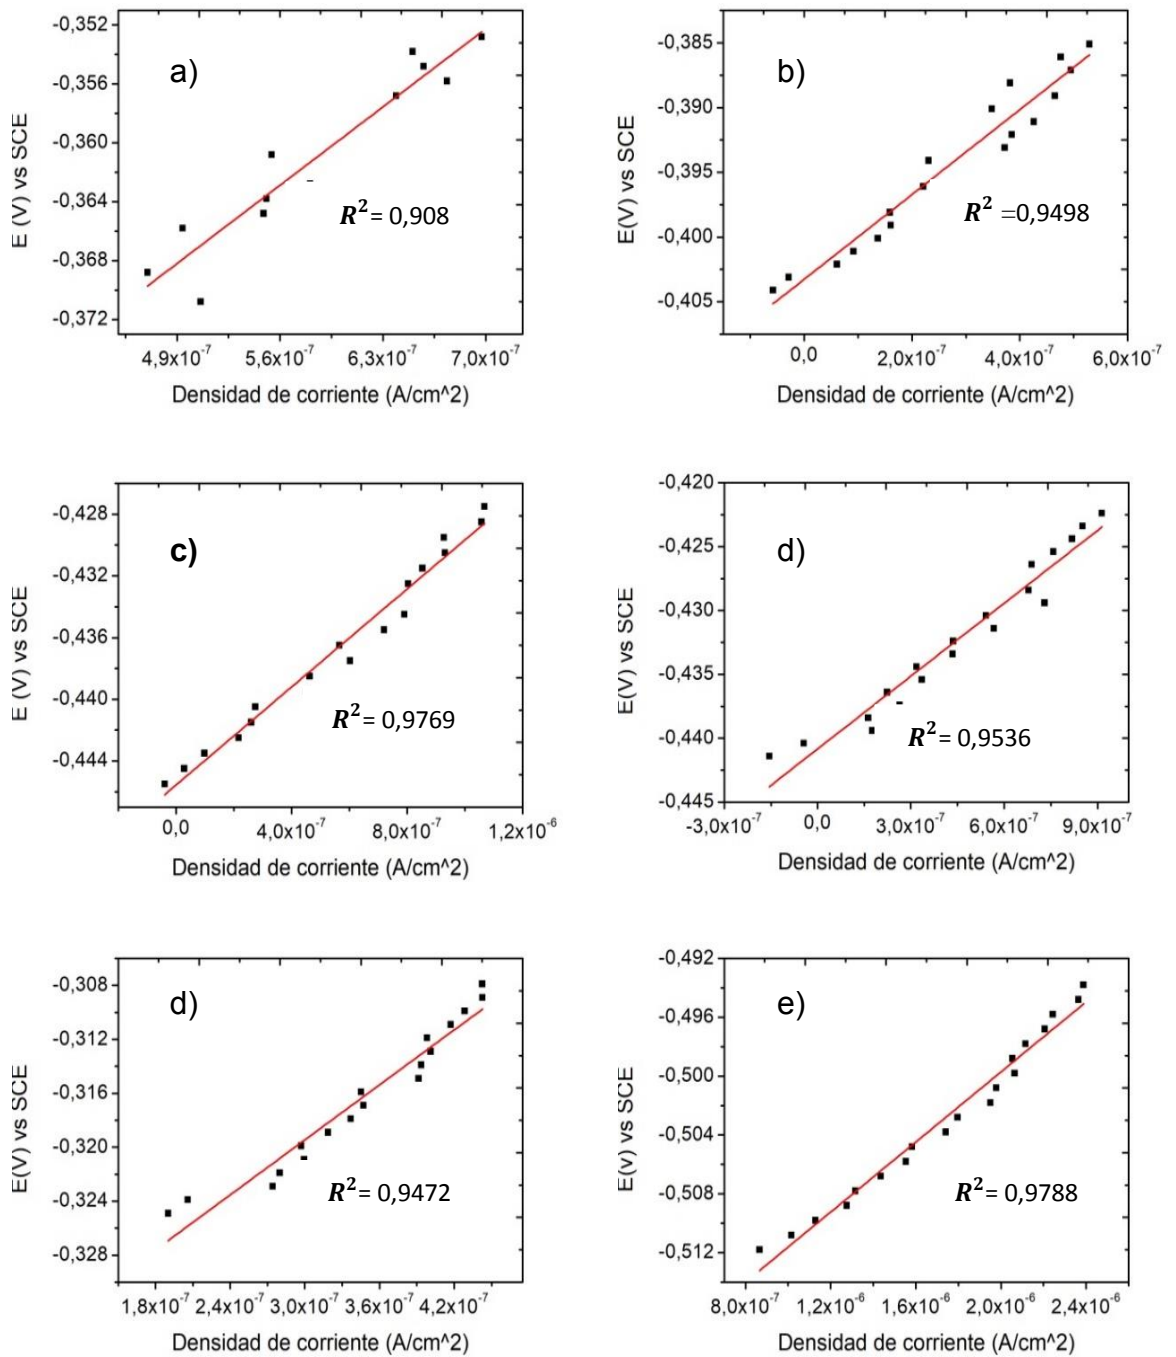 a)
E (V) vs SCE
-0,352
-0,356
-0,360
-0,364
-0,368
-0,372
R² = 0,908
4,9x10⁻⁷ 5,6x10⁻⁷ 6,3x10⁻⁷ 7,0x10⁻⁷
Densidad de corriente (A/cm^2)
b)
E(V) vs SCE
-0,385
-0,390
-0,395
-0,400
-0,405
R² =0,9498
0,0 2,0x10⁻⁷ 4,0x10⁻⁷ 6,0x10⁻⁷
Densidad de corriente (A/cm^2)
c)
E (V) vs SCE
-0,428
-0,432
-0,436
-0,440
-0,444
R² = 0,9769
0,0 4,0x10⁻⁷ 8,0x10⁻⁷ 1,2x10⁻⁶
Densidad de corriente (A/cm^2)
d)
E(V) vs SCE
-0,420
-0,425
-0,430
-0,435
-0,440
-0,445
R² = 0,9536
-3,0x10⁻⁷ 0,0 3,0x10⁻⁷ 6,0x10⁻⁷ 9,0x10⁻⁷
Densidad de corriente (A/cm^2)
d)
E(V) vs SCE
-0,308
-0,312
-0,316
-0,320
-0,324
-0,328
R² = 0,9472
1,8x10⁻⁷ 2,4x10⁻⁷ 3,0x10⁻⁷ 3,6x10⁻⁷ 4,2x10⁻⁷
Densidad de corriente (A/cm^2)
e)
E(v) vs SCE
-0,492
-0,496
-0,500
-0,504
-0,508
-0,512
R² = 0,9788
8,0x10⁻⁷ 1,2x10⁻⁶ 1,6x10⁻⁶ 2,0x10⁻⁶ 2,4x10⁻⁶
Densidad de corriente (A/cm^2)